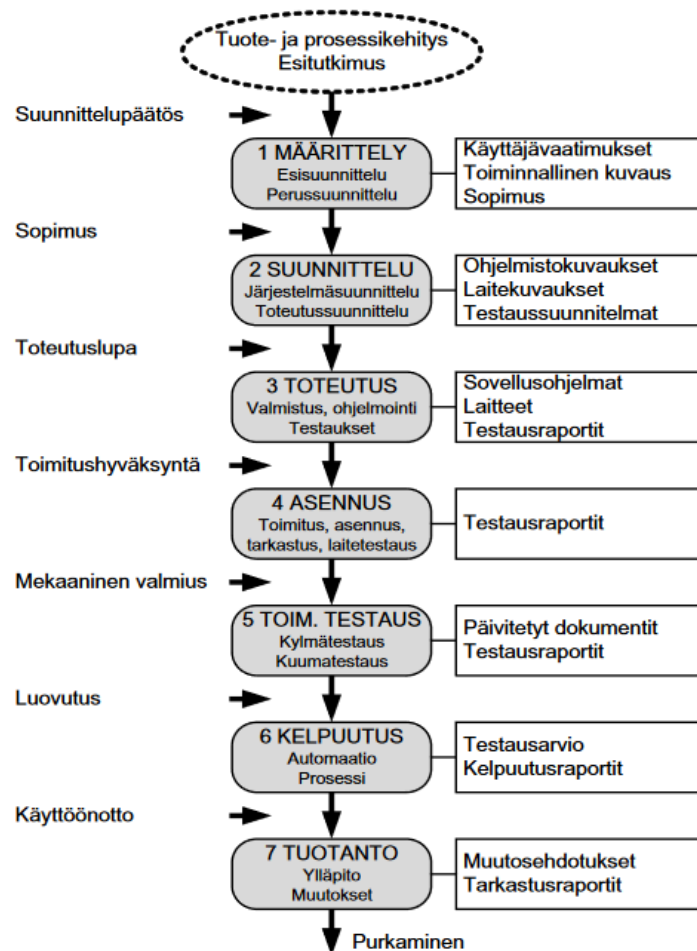 Tuote- ja prosessikehitys
Esitutkimus
Suunnittelupäätös
1 MÄÄRITTELY
Esisuunnittelu
Perussuunnittelu
Käyttäjävaatimukset
Toiminnallinen kuvaus
Sopimus
Sopimus
2 SUUNNITTELU
Järjestelmäsuunnittelu
Toteutussuunnittelu
Ohjelmistokuvaukset
Laitekuvaukset
Testaussuunnitelmat
Toteutuslupa
3 TOTEUTUS
Valmistus, ohjelmointi
Testaukset
Sovellusohjelmat
Laitteet
Testausraportit
Toimitushyväksyntä
4 ASENNUS
Toimitus, asennus,
tarkastus, laitetestaus
Testausraportit
Mekaaninen valmius
5 TOIM. TESTAUS
Kylmätestaus
Kuumatestaus
Päivitetyt dokumentit
Testausraportit
Luovutus
6 KELPUUTUS
Automaatio
Prosessi
Testausarvio
Kelpuutusraportit
Käyttöönotto
7 TUOTANTO
Ylläpito
Muutokset
Muutosehdotukset
Tarkastusraportit
Purkaminen